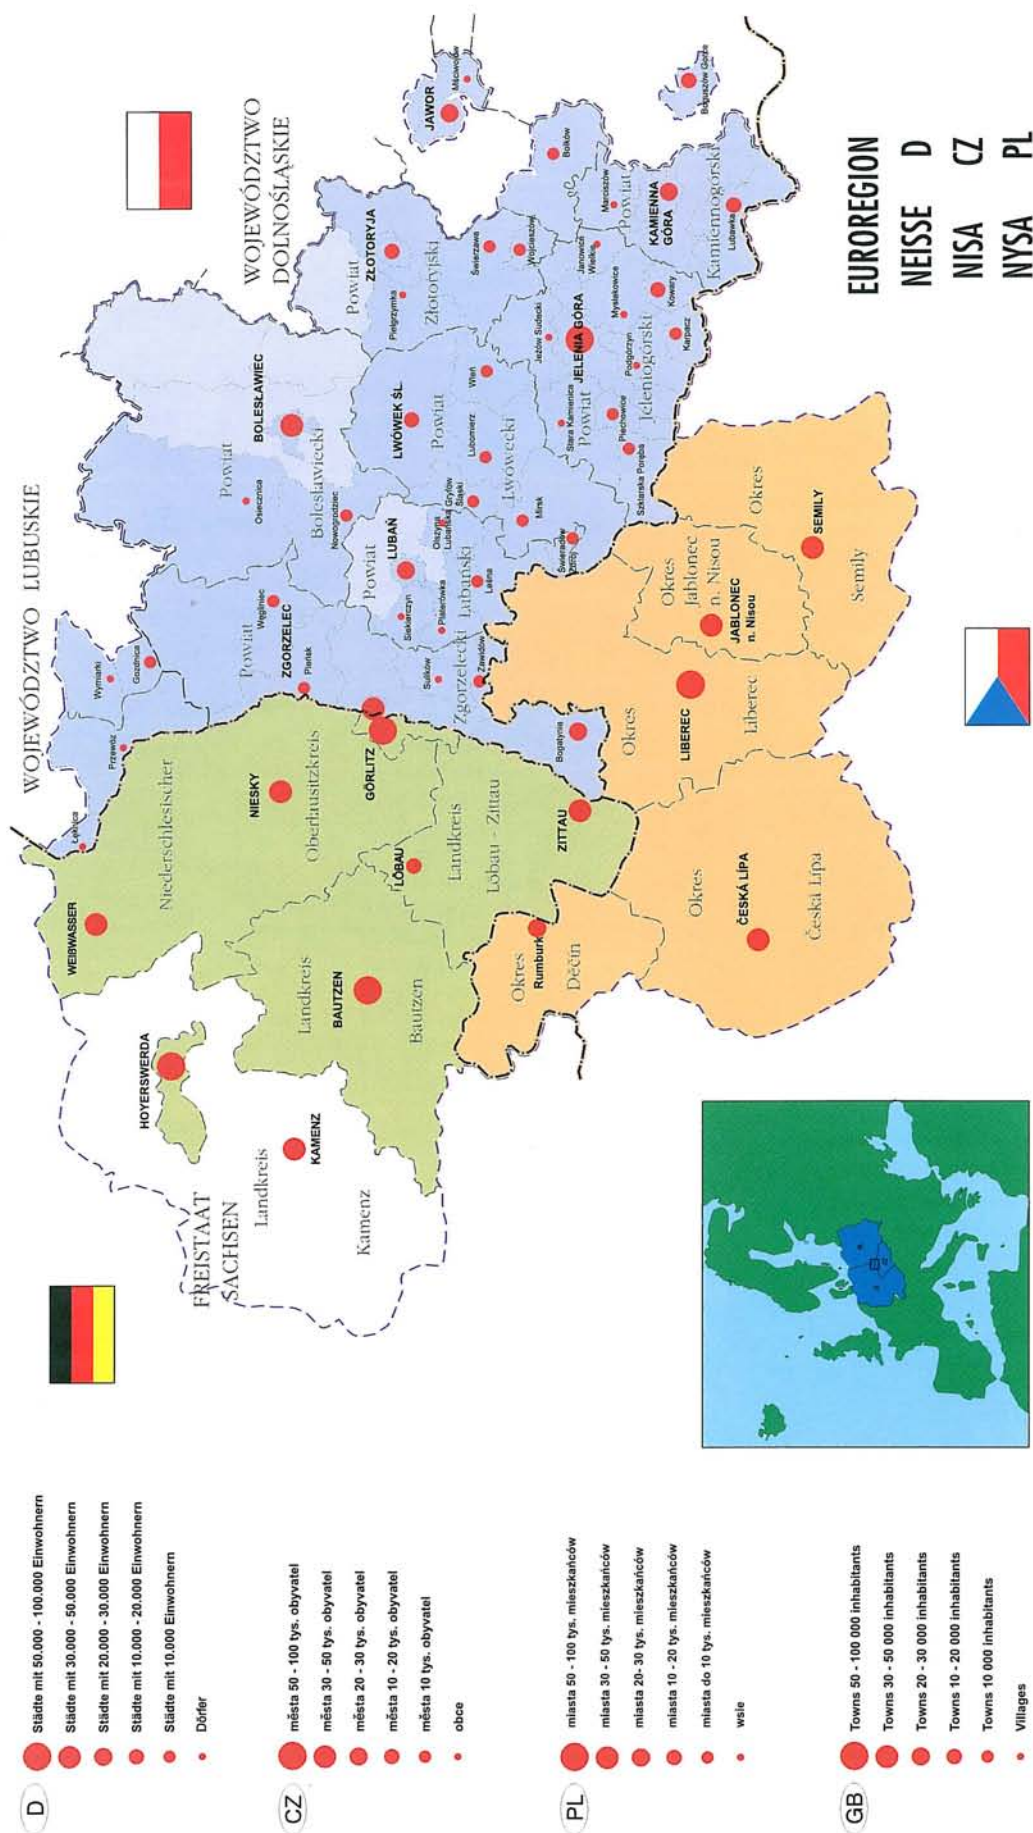 WOJEWÓDZTWO LUBUSKIE
WOJEWÓDZTWO
DOLNOŚLĄSKIE
FREISTAAT
SACHSEN
Łęknica
Przewóz
Wymiarki
Gozdnica
WEIßWASSER
Niederschlesischer
Oberlausitzkreis
NIESKY
GÖRLITZ
HOYERSWERDA
Landkreis
Kamenz
KAMENZ
Landkreis
BAUTZEN
Bautzen
LÖBAU
Landkreis
Löbau - Zittau
ZITTAU
Powiat
ZGORZELEC
Węgliniec
Pieńsk
Sulików
Zgorzelecki
Zawidów
Bogatynia
Powiat
BOLESŁAWIEC
Osiecznica
Bolesławiecki
Nowogrodziec
Powiat
LUBAŃ
Siekierczyn
Platerówka
Olszyna
Lubańska
Lubański
Leśna
Świeradów
Zdrój
LWÓWEK ŚL.
Powiat
Lubomierz
Gryfów
Śląski
Lwówecki
Wleń
Mirsk
Powiat
ZŁOTORYJA
Pielgrzymka
Złotoryjski
Świerzawa
Wojcieszów
JAWOR
Mściwojów
Bolków
Marciszów
Powiat
KAMIENNA
GÓRA
Kamiennogórski
Lubawka
Boguszów Gorce
Jeżów Sudecki
JELENIA GÓRA
Janowice
Wielkie
Mysłakowice
Stara Kamienica
Powiat
Podgórzyn
Piechowice
Jeleniogórski
Kowary
Karpacz
Szklarska Poręba
Okres
Rumburk
Děčín
Okres
ČESKÁ LÍPA
Česká Lípa
Okres
LIBEREC
Liberec
Okres
Jablonec
n. Nisou
JABLONEC
n. Nisou
Okres
SEMILY
Semily
EUROREGION
NEISSE D
NISA CZ
NYSA PL
D
Städte mit 50.000 - 100.000 Einwohnern
Städte mit 30.000 - 50.000 Einwohnern
Städte mit 20.000 - 30.000 Einwohnern
Städte mit 10.000 - 20.000 Einwohnern
Städte mit 10.000 Einwohnern
Dörfer
CZ
města 50 - 100 tys. obyvatel
města 30 - 50 tys. obyvatel
města 20 - 30 tys. obyvatel
města 10 - 20 tys. obyvatel
města 10 tys. obyvatel
obce
PL
miasta 50 - 100 tys. mieszkańców
miasta 30 - 50 tys. mieszkańców
miasta 20- 30 tys. mieszkańców
miasta 10 - 20 tys. mieszkańców
miasta do 10 tys. mieszkańców
wsie
GB
Towns 50 - 100 000 inhabitants
Towns 30 - 50 000 inhabitants
Towns 20 - 30 000 inhabitants
Towns 10 - 20 000 inhabitants
Towns 10 000 inhabitants
Villages